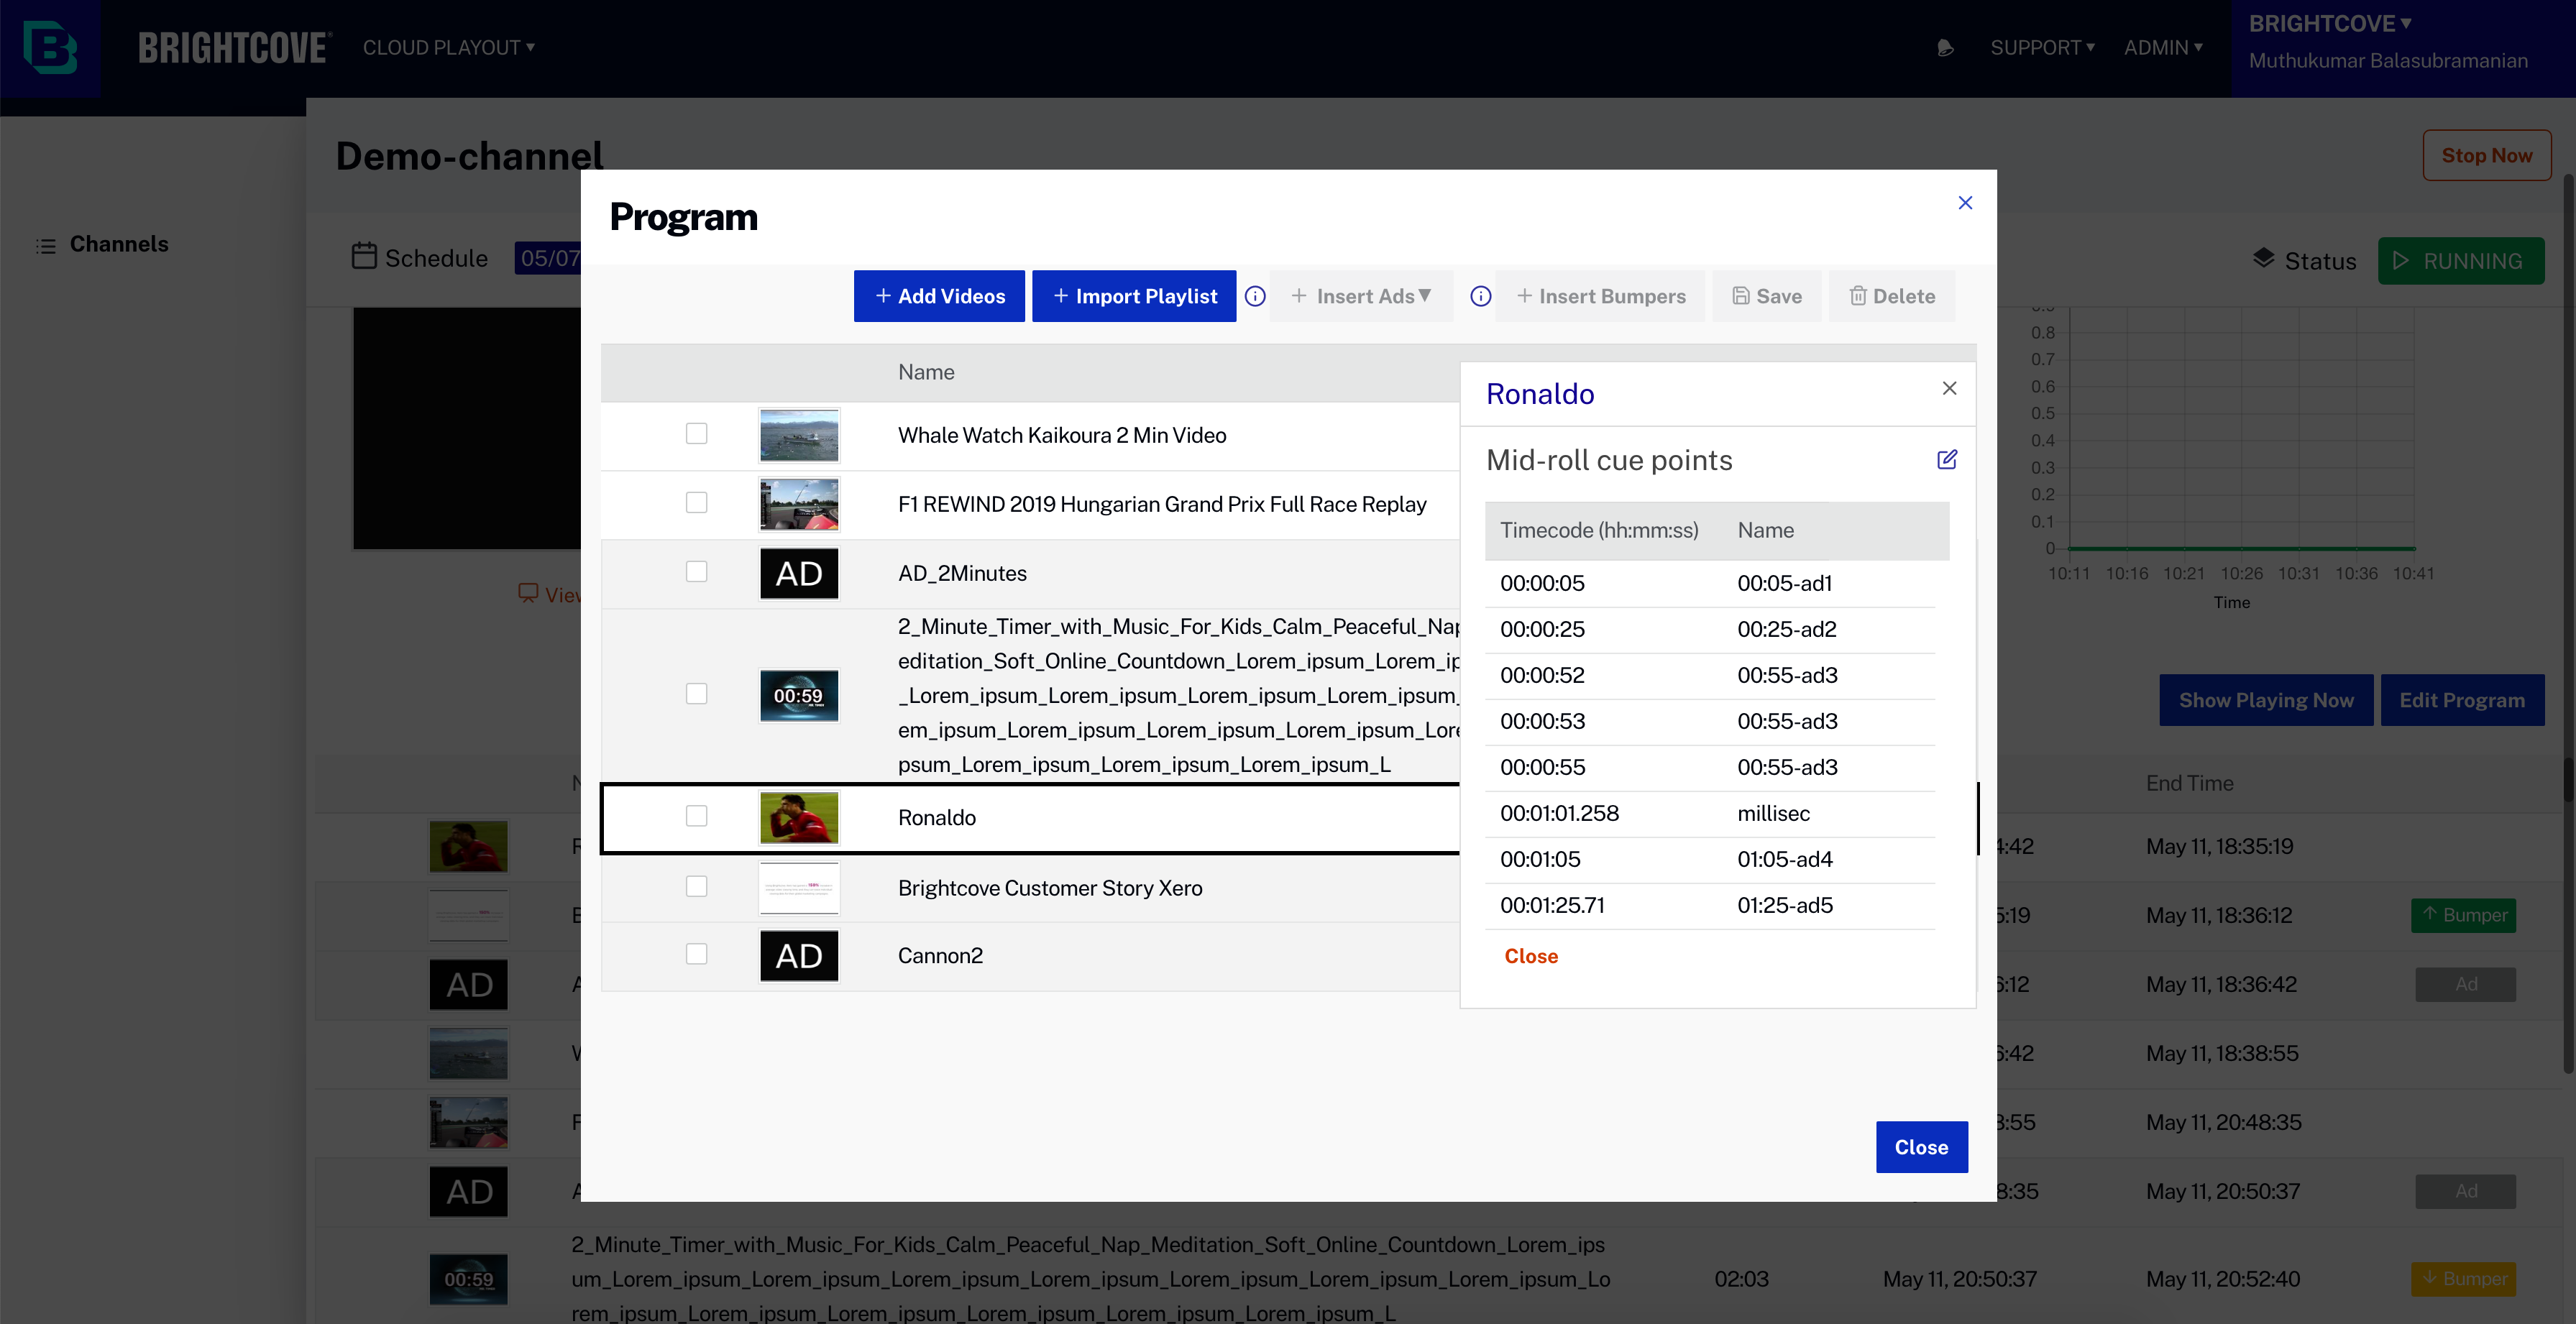 BRIGHTCOVE
CLOUD PLAYOUT
SUPPORT
ADMIN
BRIGHTCOVE
Muthukumar Balasubramanian
Demo-channel
Stop Now
Channels
Schedule
05/07
Status
RUNNING
Program
Add Videos
Import Playlist
Insert Ads
Insert Bumpers
Save
Delete
Name
Whale Watch Kaikoura 2 Min Video
F1 REWIND 2019 Hungarian Grand Prix Full Race Replay
AD
AD_2Minutes
00:59
2_Minute_Timer_with_Music_For_Kids_Calm_Peaceful_Nap
editation_Soft_Online_Countdown_Lorem_ipsum_Lorem_ip
_Lorem_ipsum_Lorem_ipsum_Lorem_ipsum_Lorem_ipsum_
em_ipsum_Lorem_ipsum_Lorem_ipsum_Lorem_ipsum_Lore
psum_Lorem_ipsum_Lorem_ipsum_Lorem_ipsum_L
Ronaldo
Brightcove Customer Story Xero
AD
Cannon2
Ronaldo
Mid-roll cue points
Timecode (hh:mm:ss) Name
00:00:05 00:05-ad1
00:00:25 00:25-ad2
00:00:52 00:55-ad3
00:00:53 00:55-ad3
00:00:55 00:55-ad3
00:01:01.258 millisec
00:01:05 01:05-ad4
00:01:25.71 01:25-ad5
Close
Close
0.8
0.7
0.6
0.5
0.4
0.3
0.2
0.1
0
10:11 10:16 10:21 10:26 10:31 10:36 10:41
Time
Show Playing Now
Edit Program
End Time
4:42 May 11, 18:35:19
5:19 May 11, 18:36:12 Bumper
AD 6:12 May 11, 18:36:42 Ad
6:42 May 11, 18:38:55
8:55 May 11, 20:48:35
AD 8:35 May 11, 20:50:37 Ad
00:59
2_Minute_Timer_with_Music_For_Kids_Calm_Peaceful_Nap_Meditation_Soft_Online_Countdown_Lorem_ips
um_Lorem_ipsum_Lorem_ipsum_Lorem_ipsum_Lorem_ipsum_Lorem_ipsum_Lorem_ipsum_Lorem_ipsum_Lo
rem_ipsum_Lorem_ipsum_Lorem_ipsum_Lorem_ipsum_Lorem_ipsum_Lorem_ipsum_L
02:03 May 11, 20:50:37 May 11, 20:52:40 Bumper